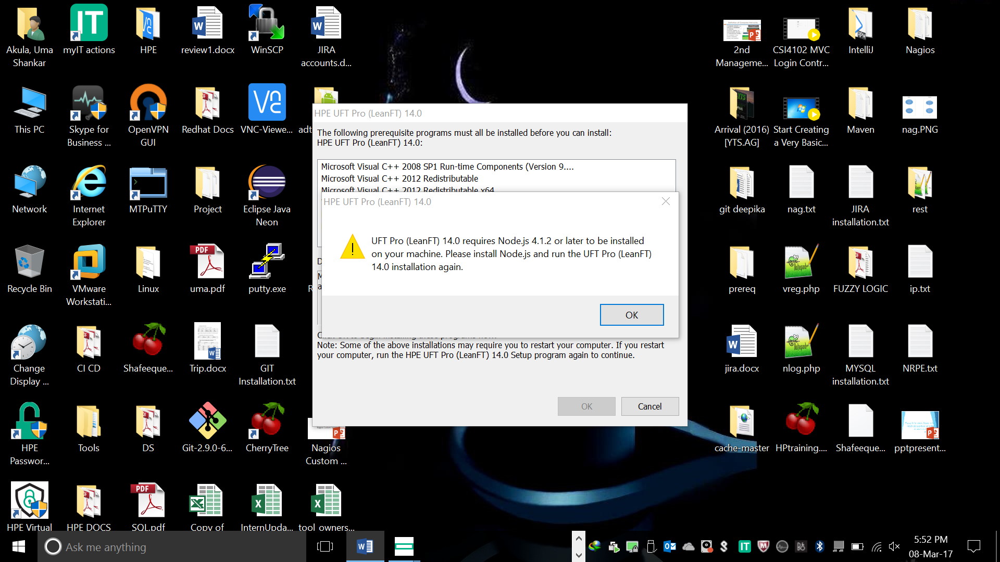 Akula, Uma
Shankar
myIT actions
HPE
review1.docx
WinSCP
JIRA
accounts.d...
2nd
Manageme...
CSI4102 MVC
Login Contr...
IntelliJ
Nagios
This PC
Skype for
Business ...
OpenVPN
GUI
Redhat Docs
VNC-Viewe...
adt
Arrival (2016)
[YTS.AG]
Start Creating
a Very Basic...
Maven
nag.PNG
Network
Internet
Explorer
MTPuTTY
Project
Eclipse Java
Neon
git deepika
nag.txt
JIRA
installation.txt
rest
Recycle Bin
VMware
Workstati...
Linux
uma.pdf
putty.exe
R
prereq
vreg.php
FUZZY LOGIC
ip.txt
Change
Display ...
CI CD
Shafeeque...
Trip.docx
GIT
Installation.txt
jira.docx
nlog.php
MYSQL
installation.txt
NRPE.txt
HPE
Passwor...
Tools
DS
Git-2.9.0-6...
CherryTree
Nagios
Custom ...
cache-master
HPtraining....
Shafeeque...
pptpresent...
HPE Virtual
HPE DOCS
SQL.pdf
Copy of
InternUpda...
tool_owners...
HPE UFT Pro (LeanFT) 14.0
The following prerequisite programs must all be installed before you can install:
HPE UFT Pro (LeanFT) 14.0:
Microsoft Visual C++ 2008 SP1 Run-time Components (Version 9....
Microsoft Visual C++ 2012 Redistributable
Microsoft Visual C++ 2012 Redistributable x64
HPE UFT Pro (LeanFT) 14.0
UFT Pro (LeanFT) 14.0 requires Node.js 4.1.2 or later to be installed
on your machine. Please install Node.js and run the UFT Pro (LeanFT)
14.0 installation again.
OK
Note: Some of the above installations may require you to restart your computer. If you restart
your computer, run the HPE UFT Pro (LeanFT) 14.0 Setup program again to continue.
OK
Cancel
Ask me anything
5:52 PM
08-Mar-17